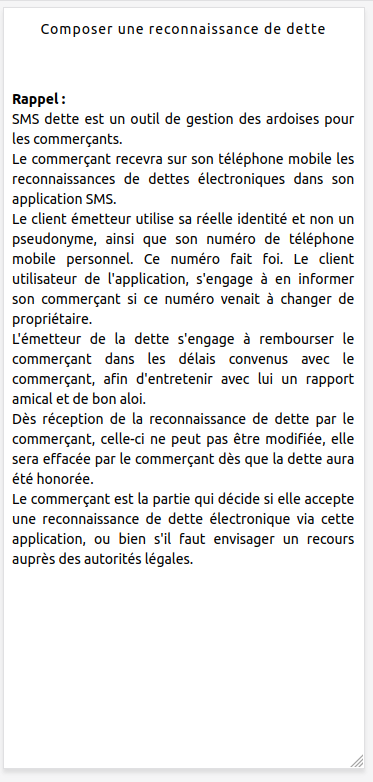 Composer une reconnaissance de dette
Rappel :
SMS dette est un outil de gestion des ardoises pour
les commerçants.
Le commerçant recevra sur son téléphone mobile les
reconnaissances de dettes électroniques dans son
application SMS.
Le client émetteur utilise sa réelle identité et non un
pseudonyme, ainsi que son numéro de téléphone
mobile personnel. Ce numéro fait foi. Le client
utilisateur de l'application, s'engage à en informer
son commerçant si ce numéro venait à changer de
propriétaire.
L'émetteur de la dette s'engage à rembourser le
commerçant dans les délais convenus avec le
commerçant, afin d'entretenir avec lui un rapport
amical et de bon aloi.
Dès réception de la reconnaissance de dette par le
commerçant, celle-ci ne peut pas être modifiée, elle
sera effacée par le commerçant dès que la dette aura
été honorée.
Le commerçant est la partie qui décide si elle accepte
une reconnaissance de dette électronique via cette
application, ou bien s'il faut envisager un recours
auprès des autorités légales.